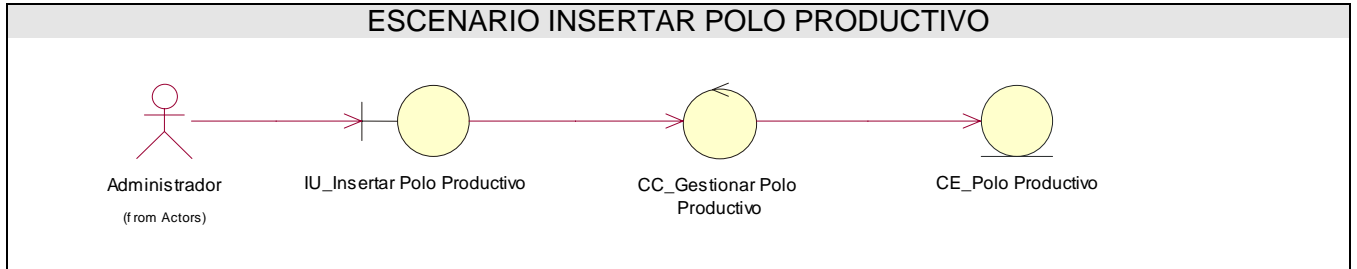 ESCENARIO INSERTAR POLO PRODUCTIVO
Administrador
(from Actors)
IU_Insertar Polo Productivo
CC_Gestionar Polo
Productivo
CE_Polo Productivo